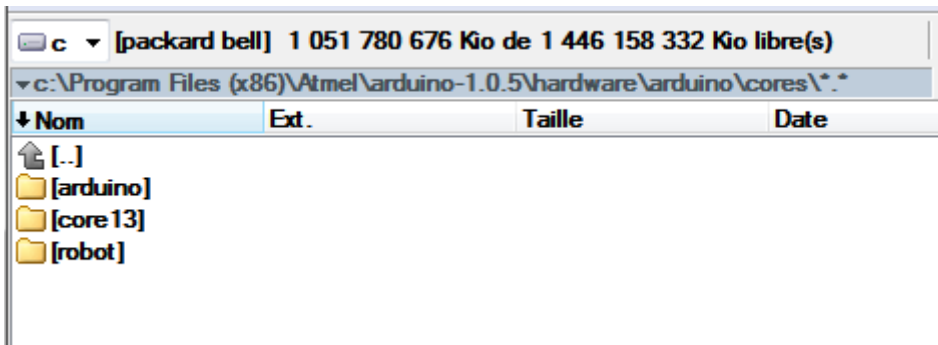 c [packard bell] 1 051 780 676 Kio de 1 446 158 332 Kio libre(s)
c:\Program Files (x86)\Atmel\arduino-1.0.5\hardware\arduino\cores\*.*
Nom Ext. Taille Date
[..]
[arduino]
[core13]
[robot]